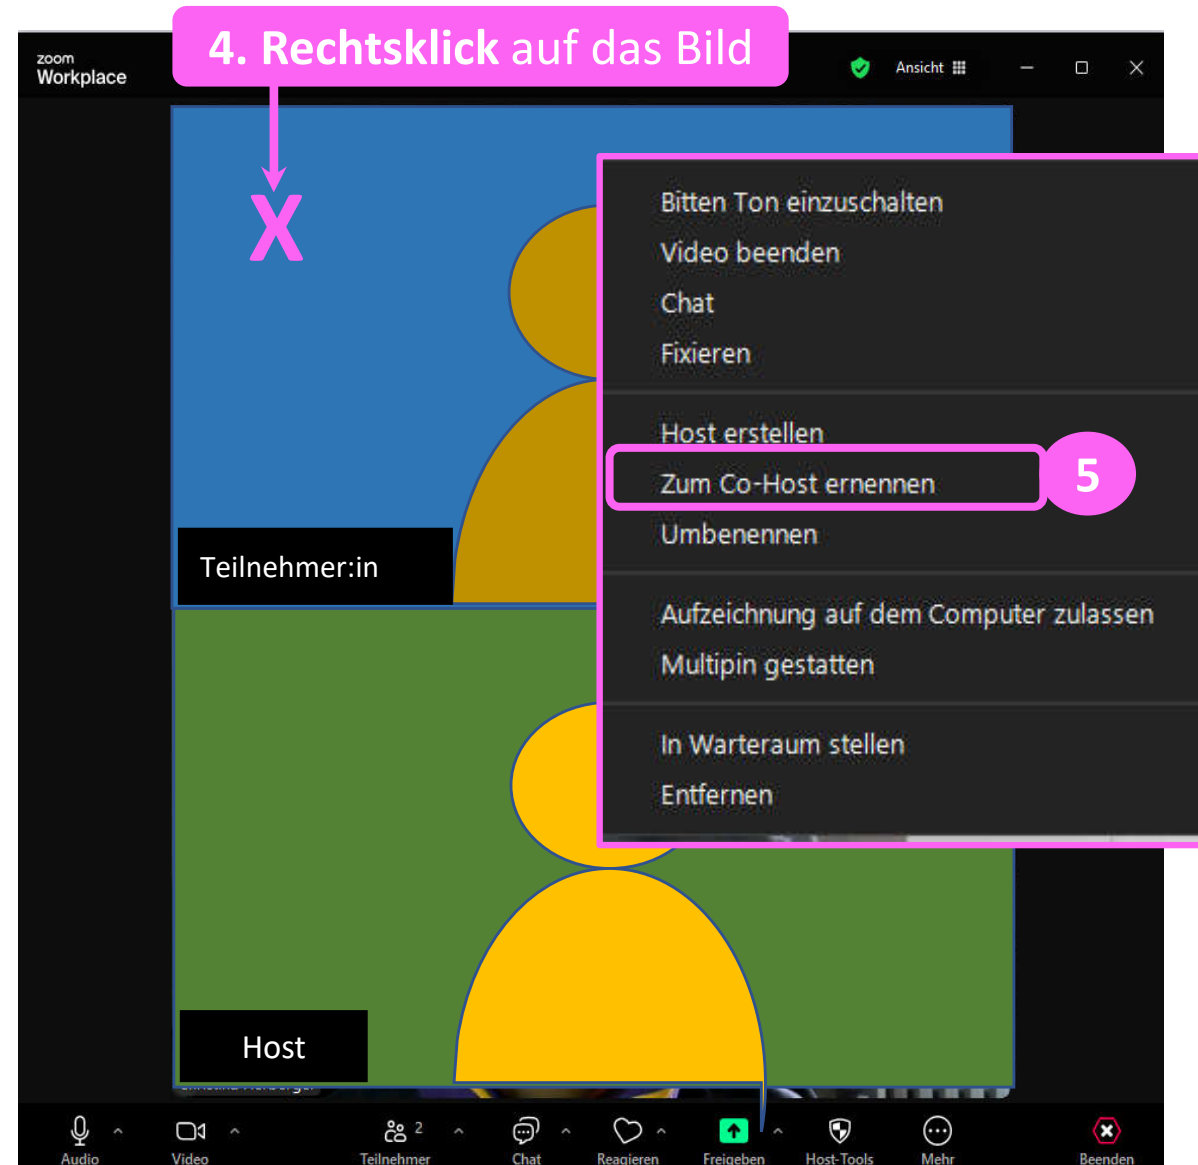 4. Rechtsklick auf das Bild
zoom
Workplace
Ansicht
X
Bitten Ton einzuschalten
Video beenden
Chat
Fixieren
Host erstellen
Zum Co-Host ernennen
5
Umbenennen
Aufzeichnung auf dem Computer zulassen
Multipin gestatten
In Warteraum stellen
Entfernen
Teilnehmer:in
Host
2
Audio
Video
Teilnehmer
Chat
Reagieren
Freigeben
Host-Tools
Mehr
Beenden